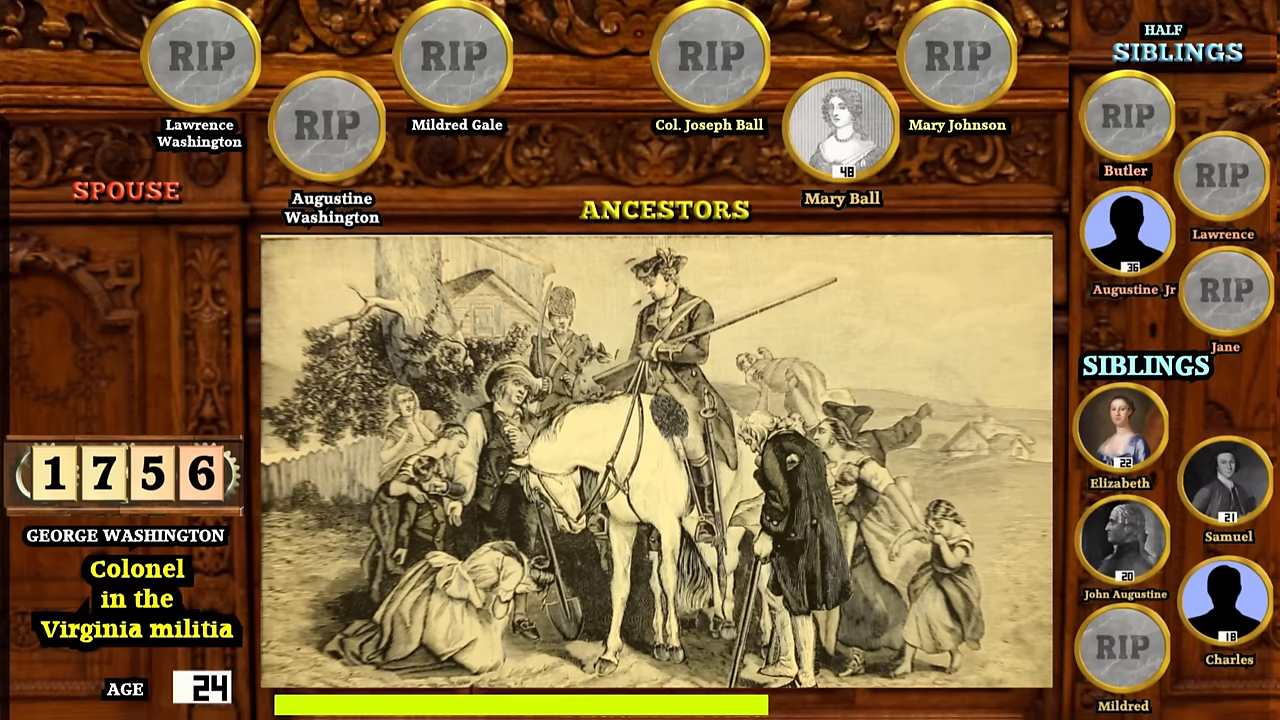 RIP
Lawrence
Washington
RIP
Augustine
Washington
RIP
Mildred Gale
RIP
Col. Joseph Ball
48
Mary Ball
RIP
Mary Johnson
SPOUSE
ANCESTORS
HALF
SIBLINGS
RIP
Butler
RIP
Lawrence
36
Augustine Jr
RIP
Jane
SIBLINGS
22
Elizabeth
21
Samuel
20
John Augustine
18
Charles
RIP
Mildred
1756
GEORGE WASHINGTON
Colonel
in the
Virginia militia
AGE 24